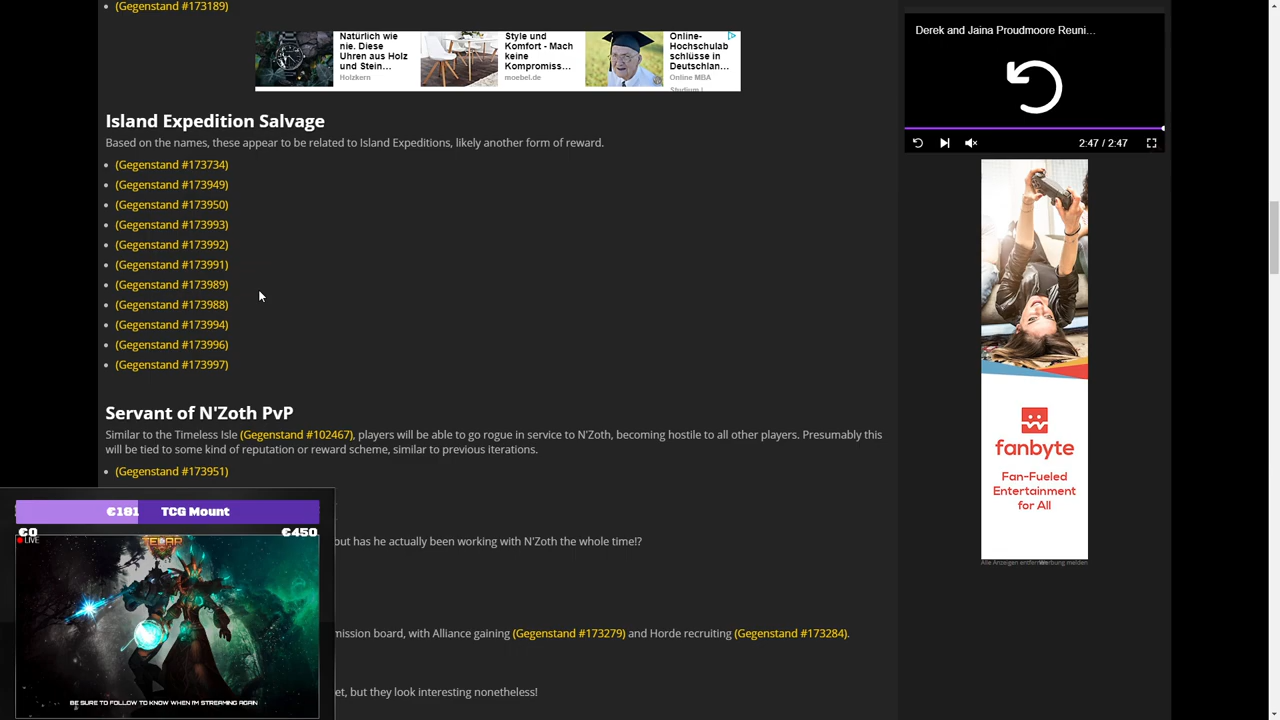 (Gegenstand #173189)
Natürlich wie
nie. Diese
Uhren aus Holz
und Stein...
Holzkern
Style und
Komfort - Mach
keine
Kompromiss...
moebel.de
Online-
Hochschulab
schlüsse in
Deutschlan...
Online MBA
Studium |
Island Expedition Salvage
Based on the names, these appear to be related to Island Expeditions, likely another form of reward.
(Gegenstand #173734)
(Gegenstand #173949)
(Gegenstand #173950)
(Gegenstand #173993)
(Gegenstand #173992)
(Gegenstand #173991)
(Gegenstand #173989)
(Gegenstand #173988)
(Gegenstand #173994)
(Gegenstand #173996)
(Gegenstand #173997)
Servant of N'Zoth PvP
Similar to the Timeless Isle (Gegenstand #102467), players will be able to go rogue in service to N'Zoth, becoming hostile to all other players. Presumably this
will be tied to some kind of reputation or reward scheme, similar to previous iterations.
(Gegenstand #173951)
but has he actually been working with N'Zoth the whole time!?
mission board, with Alliance gaining (Gegenstand #173279) and Horde recruiting (Gegenstand #173284).
et, but they look interesting nonetheless!
€181 TCG Mount
€0 €450
LIVE
BE SURE TO FOLLOW TO KNOW WHEN I'M STREAMING AGAIN
Derek and Jaina Proudmoore Reuni...
2:47 / 2:47
fanbyte
Fan-Fueled
Entertainment
for All
Alle Anzeigen
Werbung melden